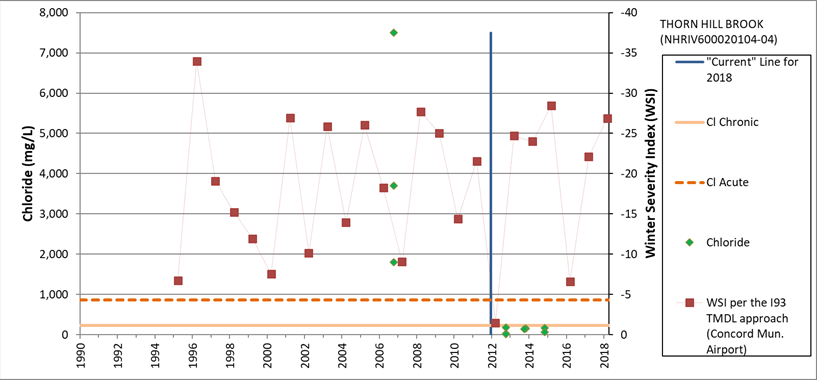 THORN HILL BROOK
(NHRIV600020104-04)
8,000
7,000
6,000
5,000
4,000
3,000
2,000
1,000
0
Chloride (mg/L)
-40
-35
-30
-25
-20
-15
-10
-5
0
Winter Severity Index (WSI)
1990
1992
1994
1996
1998
2000
2002
2004
2006
2008
2010
2012
2014
2016
2018
"Current" Line for
2018
Cl Chronic
Cl Acute
Chloride
WSI per the I93
TMDL approach
(Concord Mun.
Airport)